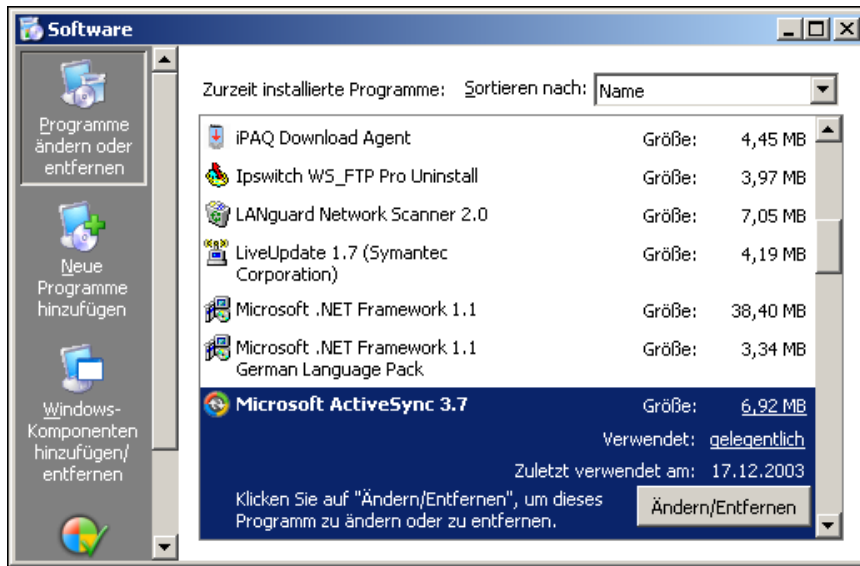 Software
Programme
ändern oder
entfernen
Neue
Programme
hinzufügen
Windows-
Komponenten
hinzufügen/
entfernen
Zurzeit installierte Programme: Sortieren nach: Name
iPAQ Download Agent Größe: 4,45 MB
Ipswitch WS_FTP Pro Uninstall Größe: 3,97 MB
LANguard Network Scanner 2.0 Größe: 7,05 MB
LiveUpdate 1.7 (Symantec Größe: 4,19 MB
Corporation)
Microsoft .NET Framework 1.1 Größe: 38,40 MB
Microsoft .NET Framework 1.1 Größe: 3,34 MB
German Language Pack
Microsoft ActiveSync 3.7 Größe: 6,92 MB
Verwendet: gelegentlich
Zuletzt verwendet am: 17.12.2003
Klicken Sie auf "Ändern/Entfernen", um dieses
Programm zu ändern oder zu entfernen.
Ändern/Entfernen